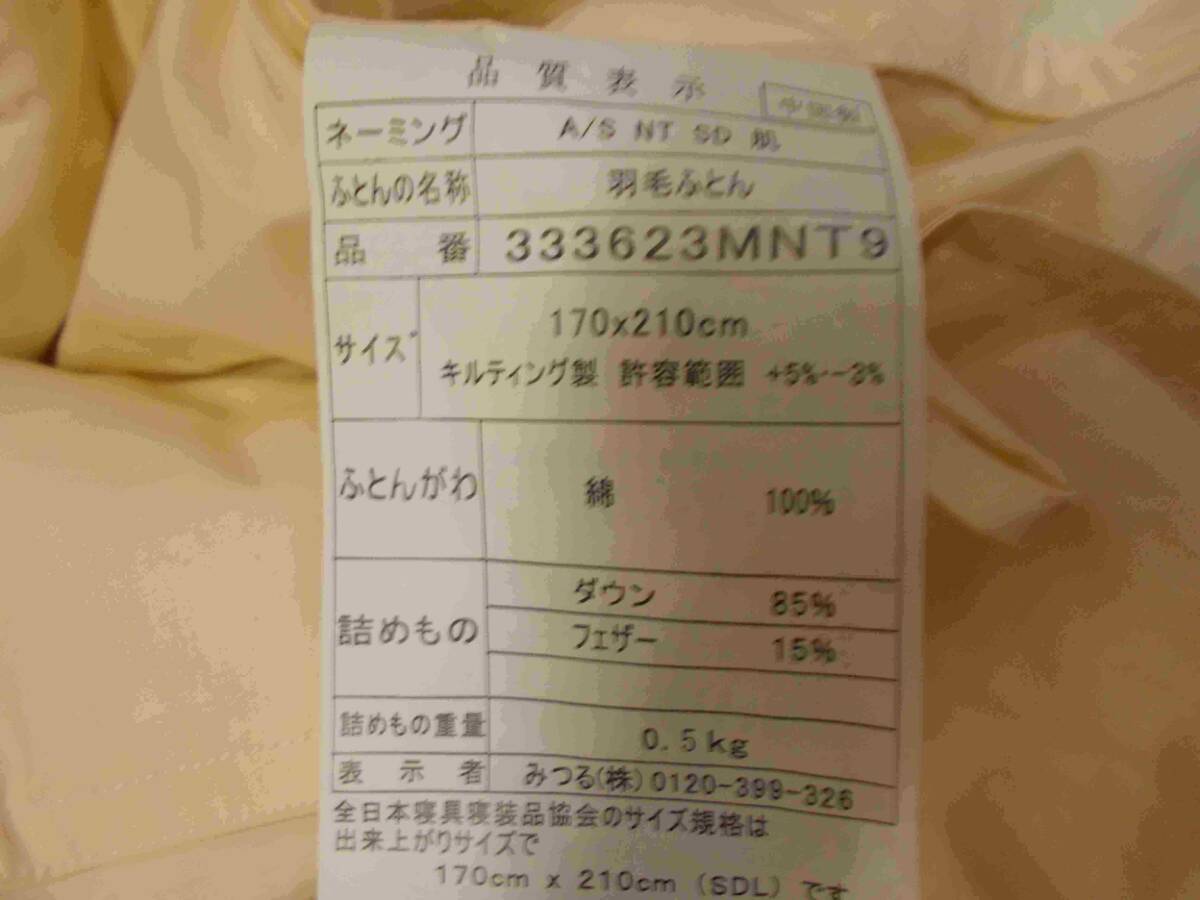 品質表示
中国製
ネーミング A/S NT SD 肌
ふとんの名称 羽毛ふとん
品番 333623MNT9
サイズ 170x210cm
キルティング製 許容範囲 +5%·-3%
ふとんがわ 綿 100%
詰めもの ダウン 85%
フェザー 15%
詰めもの重量 0.5kg
表示者 みつる(株)0120-399-326
全日本寝具寝装品協会のサイズ規格は
出来上がりサイズで
170cm x 210cm (SDL) です